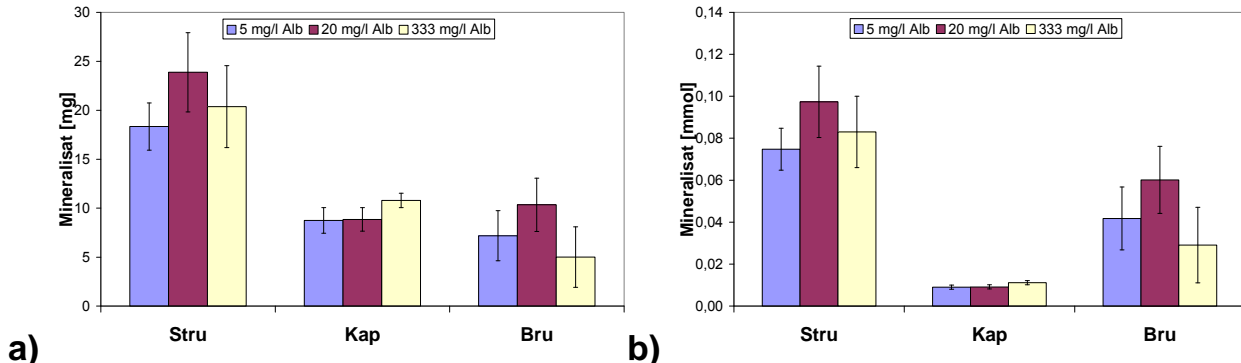 5 mg/l Alb 20 mg/l Alb 333 mg/l Alb
Mineralisat [mg]
30
25
20
15
10
5
0
Stru Kap Bru
a)
5 mg/l Alb 20 mg/l Alb 333 mg/l Alb
Mineralisat [mmol]
0,14
0,12
0,10
0,08
0,06
0,04
0,02
0,00
Stru Kap Bru
b)